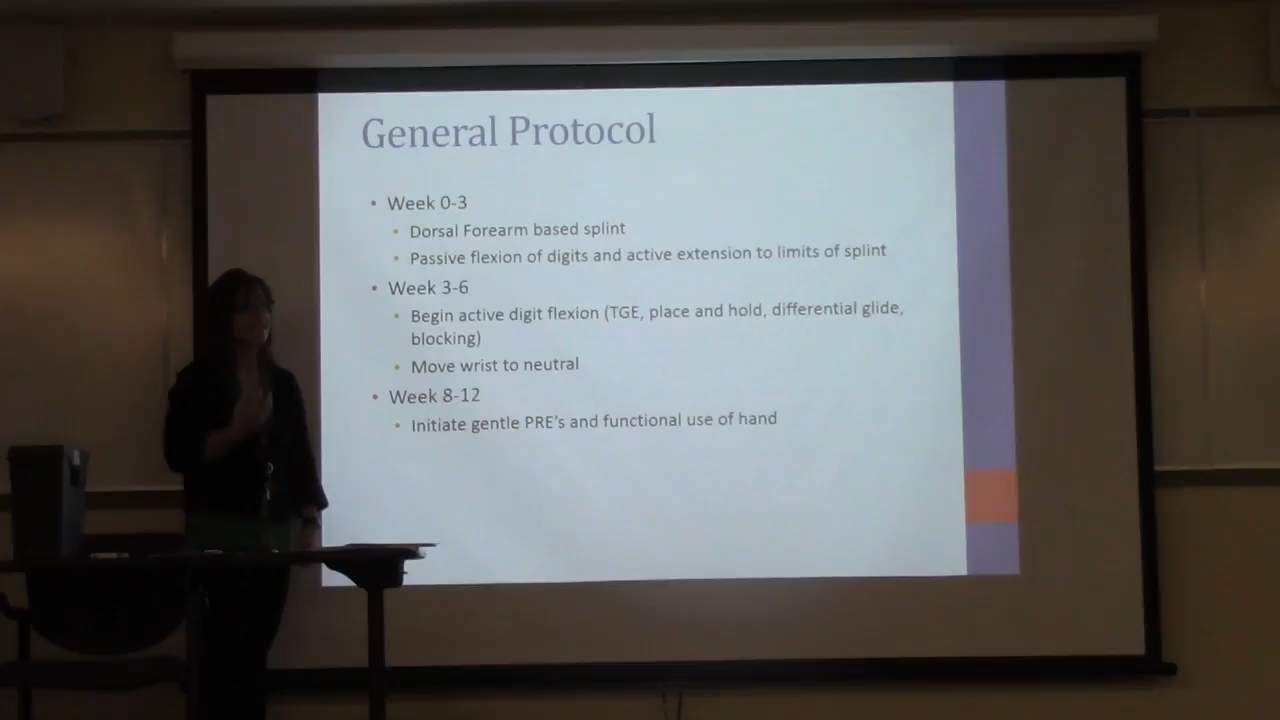 General Protocol
• Week 0-3
• Dorsal Forearm based splint
• Passive flexion of digits and active extension to limits of splint
• Week 3-6
• Begin active digit flexion (TGE, place and hold, differential glide,
blocking)
• Move wrist to neutral
• Week 8-12
• Initiate gentle PRE's and functional use of hand